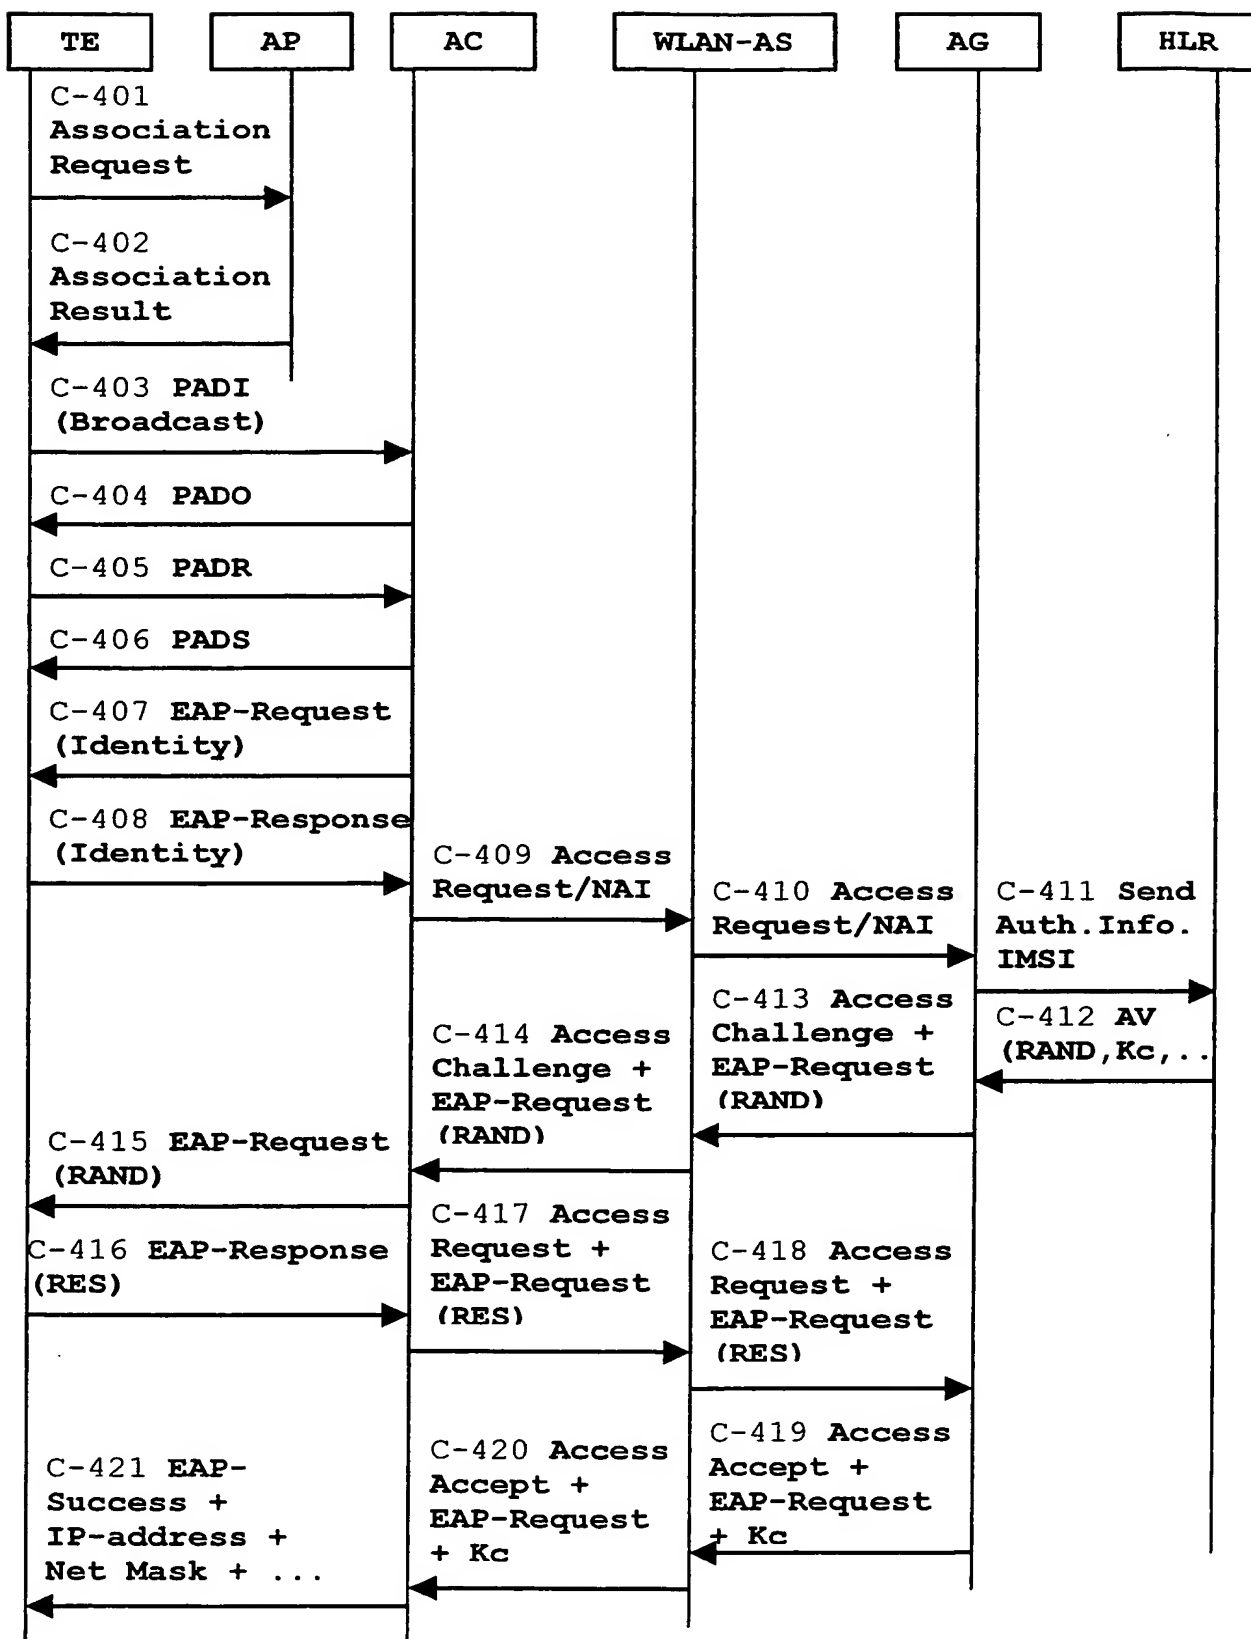 TE AP AC WLAN-AS AG HLR
C-401
Association
Request
C-402
Association
Result
C-403 PADI
(Broadcast)
C-404 PADO
C-405 PADR
C-406 PADS
C-407 EAP-Request
(Identity)
C-408 EAP-Response
(Identity)
C-409 Access
Request/NAI
C-410 Access
Request/NAI
C-411 Send
Auth.Info.
IMSI
C-412 AV
(RAND,Kc,..
C-413 Access
Challenge +
EAP-Request
(RAND)
C-414 Access
Challenge +
EAP-Request
(RAND)
C-415 EAP-Request
(RAND)
C-416 EAP-Response
(RES)
C-417 Access
Request +
EAP-Request
(RES)
C-418 Access
Request +
EAP-Request
(RES)
C-419 Access
Accept +
EAP-Request
+ Kc
C-420 Access
Accept +
EAP-Request
+ Kc
C-421 EAP-
Success +
IP-address +
Net Mask + ...